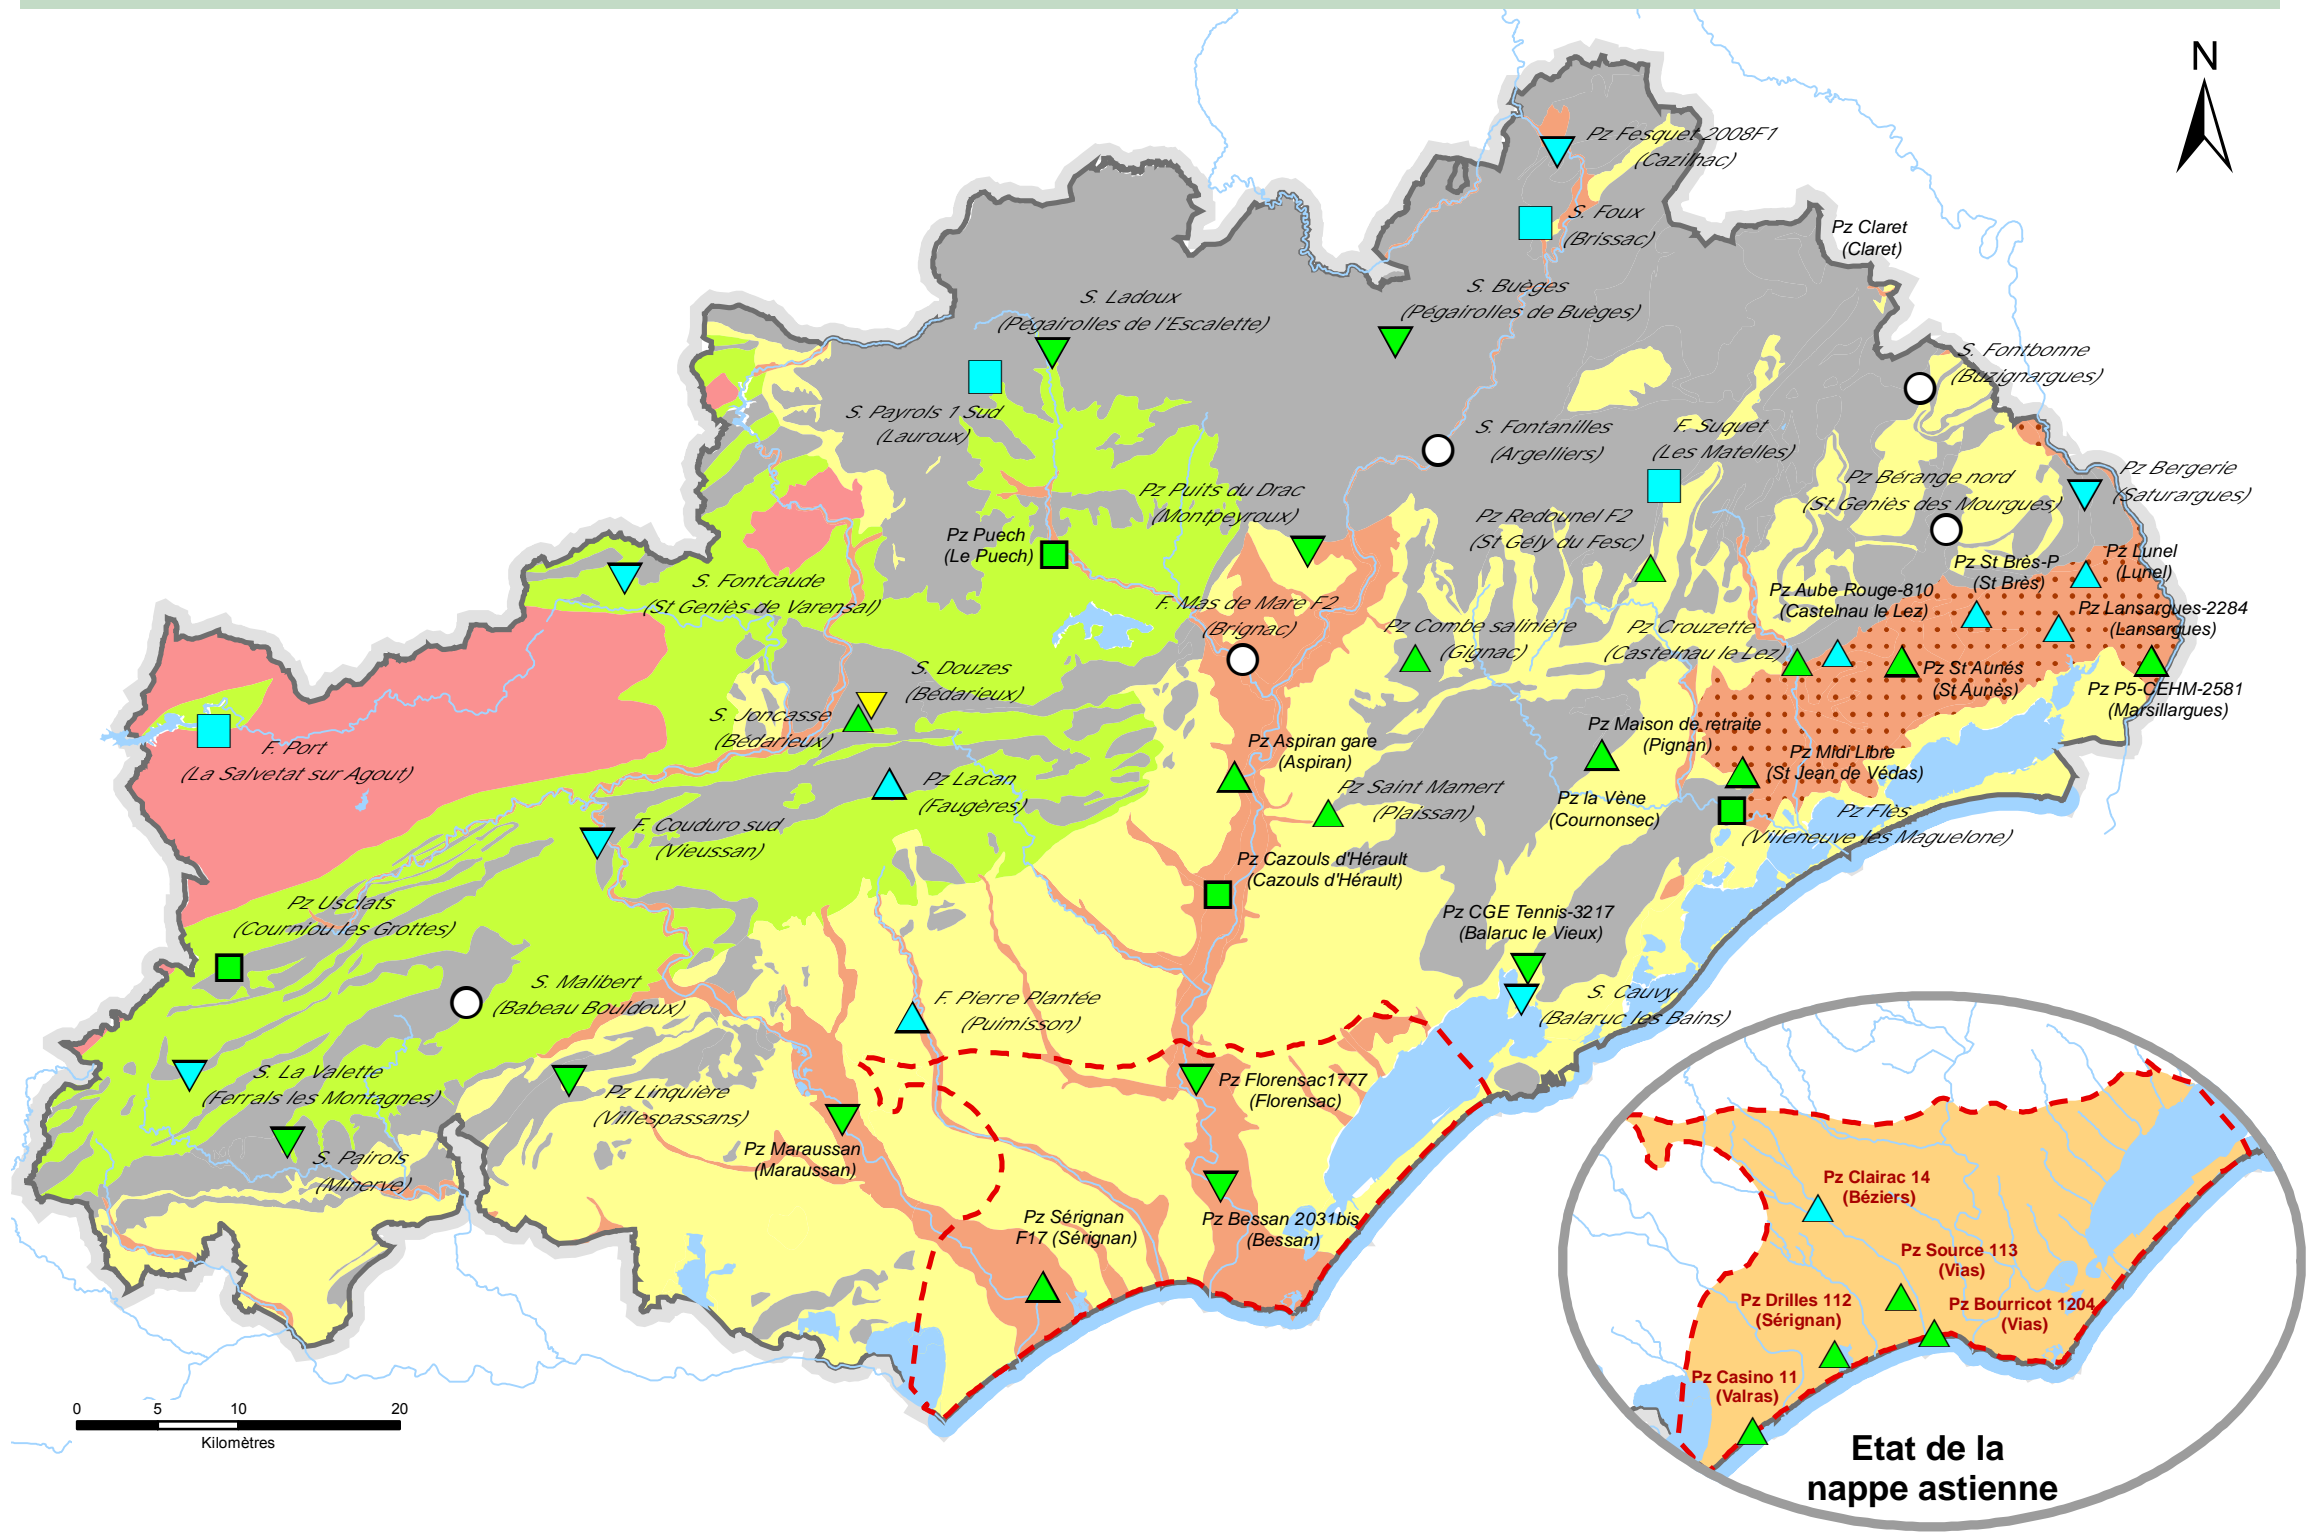 N
Pz Fesquet 2008F1
(Cazilhac)
S. Foux
(Brissac)
Pz Claret
(Claret)
S. Buèges
(Pégairolles de Buèges)
S. Ladoux
(Pégairolles de l'Escalette)
S. Fontbonne
(Buzignargues)
S. Payrols 1 Sud
(Lauroux)
S. Fontanilles
(Argelliers)
F. Suquet
(Les Matelles)
Pz Bergerie
(Saturargues)
Pz Bérange nord
(St Geniès des Mourgues)
Pz Puits du Drac
(Montpeyroux)
Pz Redounel F2
(St Gély du Fesc)
Pz Puech
(Le Puech)
Pz Lunel
(Lunel)
Pz St Brès-P
(St Brès)
S. Fontcaude
(St Geniès de Varensal)
Pz Aube Rouge-810
(Castelnau le Lez)
F. Mas de Mare F2
(Brignac)
Pz Lansargues-2284
(Lansargues)
Pz Combe salinière
(Gignac)
Pz Crouzette
(Castelnau le Lez)
S. Douzes
(Bédarieux)
Pz St Aunés
(St Aunès)
Pz P5-CEHM-2581
(Marsillargues)
S. Joncasse
(Bédarieux)
Pz Maison de retraite
(Pignan)
F. Port
(La Salvetat sur Agout)
Pz Aspiran gare
(Aspiran)
Pz Midi Libre
(St Jean de Védas)
Pz Lacan
(Faugères)
Pz Saint Mamert
(Plaissan)
Pz la Vène
(Cournonsec)
Pz Flès
(Villeneuve les Maguelone)
F. Couduro sud
(Vieussan)
Pz Cazouls d'Hérault
(Cazouls d'Hérault)
Pz Usclats
(Courniou les Grottes)
Pz CGE Tennis-3217
(Balaruc le Vieux)
S. Malibert
(Babeau Bouldoux)
F. Pierre Plantée
(Puimisson)
S. Cauvy
(Balaruc les Bains)
S. La Valette
(Ferrals les Montagnes)
Pz Linquière
(Villespassans)
Pz Florensac1777
(Florensac)
S. Pairols
(Minerve)
Pz Maraussan
(Maraussan)
Pz Sérignan
F17 (Sérignan)
Pz Bessan 2031bis
(Bessan)
Pz Clairac 14
(Béziers)
Pz Source 113
(Vias)
Pz Drilles 112
(Sérignan)
Pz Bourricot 1204
(Vias)
Pz Casino 11
(Valras)
0 5 10 20
Kilomètres
Etat de la
nappe astienne